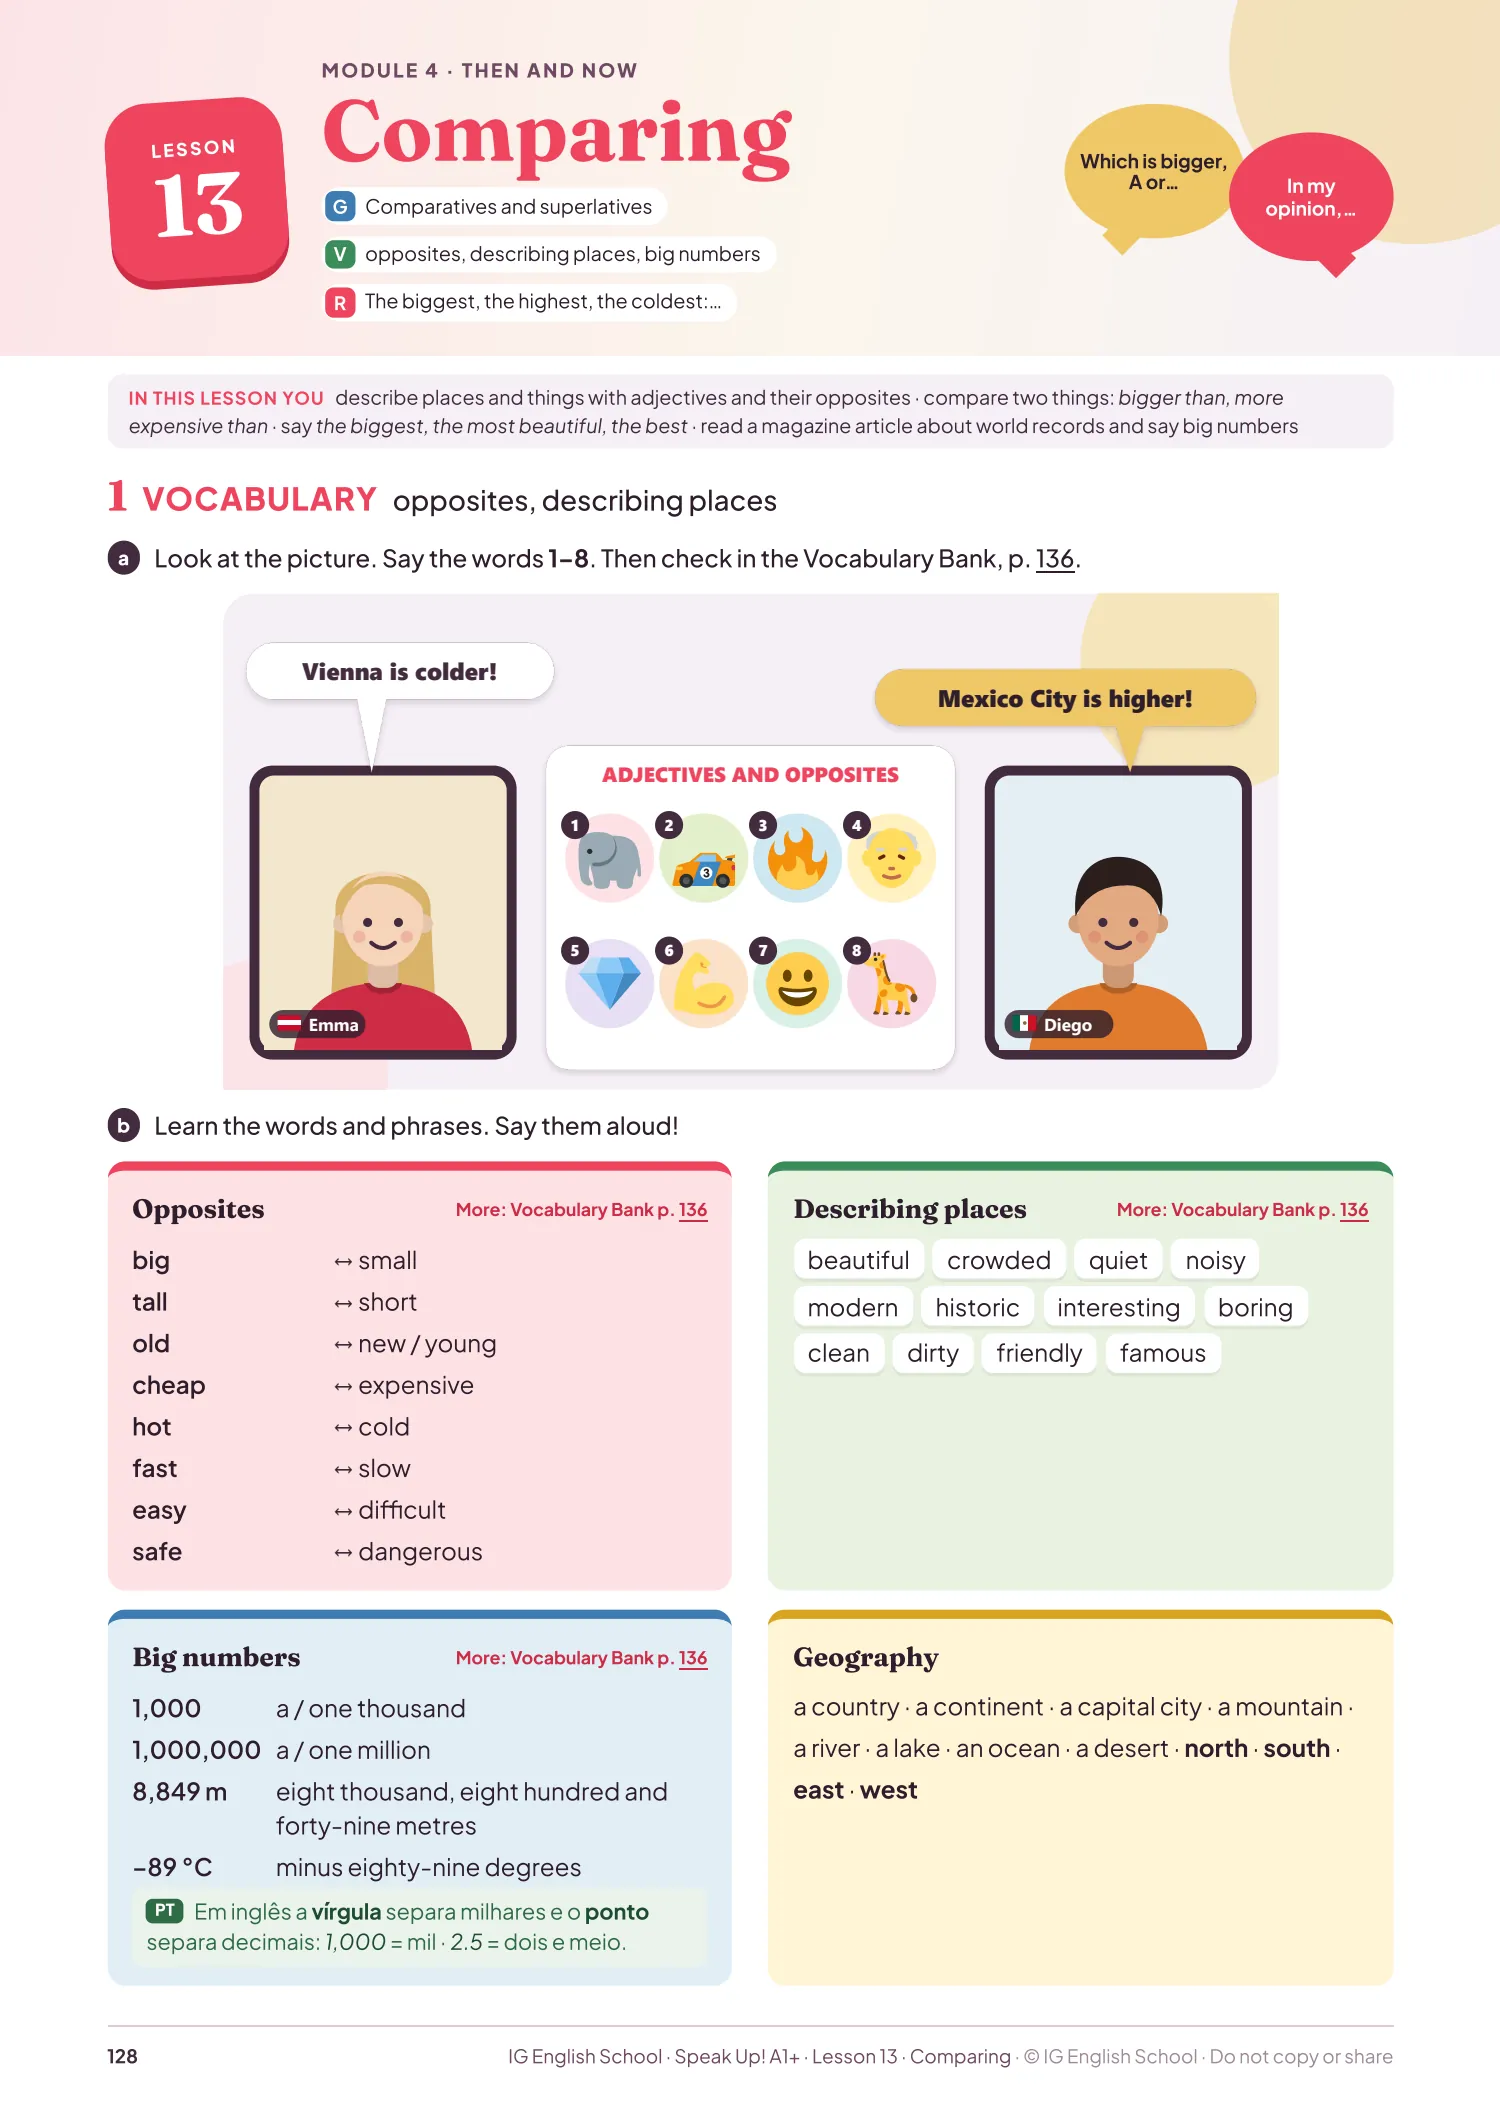 MODULE 4 · THEN AND NOW
LESSON
13
Comparing
G Comparatives and superlatives
V opposites, describing places, big numbers
R The biggest, the highest, the coldest:...
Which is bigger,
A or...
In my
opinion,...
IN THIS LESSON YOU describe places and things with adjectives and their opposites · compare two things: bigger than, more
expensive than · say the biggest, the most beautiful, the best · read a magazine article about world records and say big numbers
1 VOCABULARY opposites, describing places
a Look at the picture. Say the words 1–8. Then check in the Vocabulary Bank, p. 136.
Vienna is colder!
Mexico City is higher!
ADJECTIVES AND OPPOSITES
1 2 3 4
3
5 6 7 8
Emma
Diego
b Learn the words and phrases. Say them aloud!
Opposites More: Vocabulary Bank p. 136
big ↔ small
tall ↔ short
old ↔ new / young
cheap ↔ expensive
hot ↔ cold
fast ↔ slow
easy ↔ difficult
safe ↔ dangerous
Describing places More: Vocabulary Bank p. 136
beautiful crowded quiet noisy
modern historic interesting boring
clean dirty friendly famous
Big numbers More: Vocabulary Bank p. 136
1,000 a / one thousand
1,000,000 a / one million
8,849 m eight thousand, eight hundred and
forty-nine metres
–89 °C minus eighty-nine degrees
PT Em inglês a vírgula separa milhares e o ponto
separa decimais: 1,000 = mil · 2.5 = dois e meio.
Geography
a country · a continent · a capital city · a mountain ·
a river · a lake · an ocean · a desert · north · south ·
east · west
128
IG English School · Speak Up! A1+ · Lesson 13 · Comparing · © IG English School · Do not copy or share